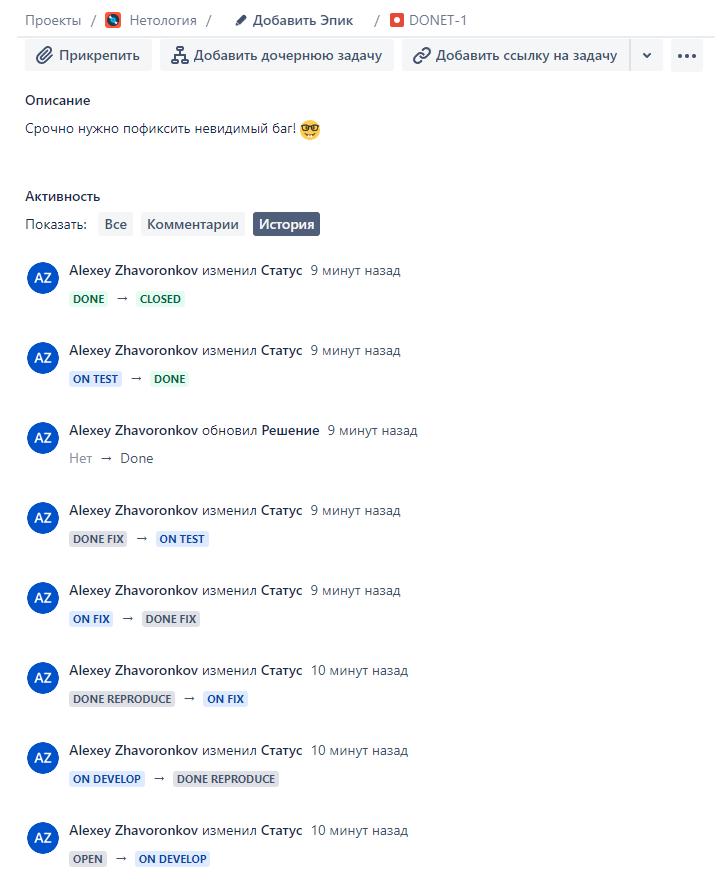 Проекты / Нетология / Добавить Эпик / DONET-1
Прикрепить Добавить дочернюю задачу Добавить ссылку на задачу
Описание
Срочно нужно пофиксить невидимый баг! 🤓
Активность
Показать: Все Комментарии История
AZ Alexey Zhavoronkov изменил Статус 9 минут назад
DONE → CLOSED
AZ Alexey Zhavoronkov изменил Статус 9 минут назад
ON TEST → DONE
AZ Alexey Zhavoronkov обновил Решение 9 минут назад
Нет → Done
AZ Alexey Zhavoronkov изменил Статус 9 минут назад
DONE FIX → ON TEST
AZ Alexey Zhavoronkov изменил Статус 9 минут назад
ON FIX → DONE FIX
AZ Alexey Zhavoronkov изменил Статус 10 минут назад
DONE REPRODUCE → ON FIX
AZ Alexey Zhavoronkov изменил Статус 10 минут назад
ON DEVELOP → DONE REPRODUCE
AZ Alexey Zhavoronkov изменил Статус 10 минут назад
OPEN → ON DEVELOP